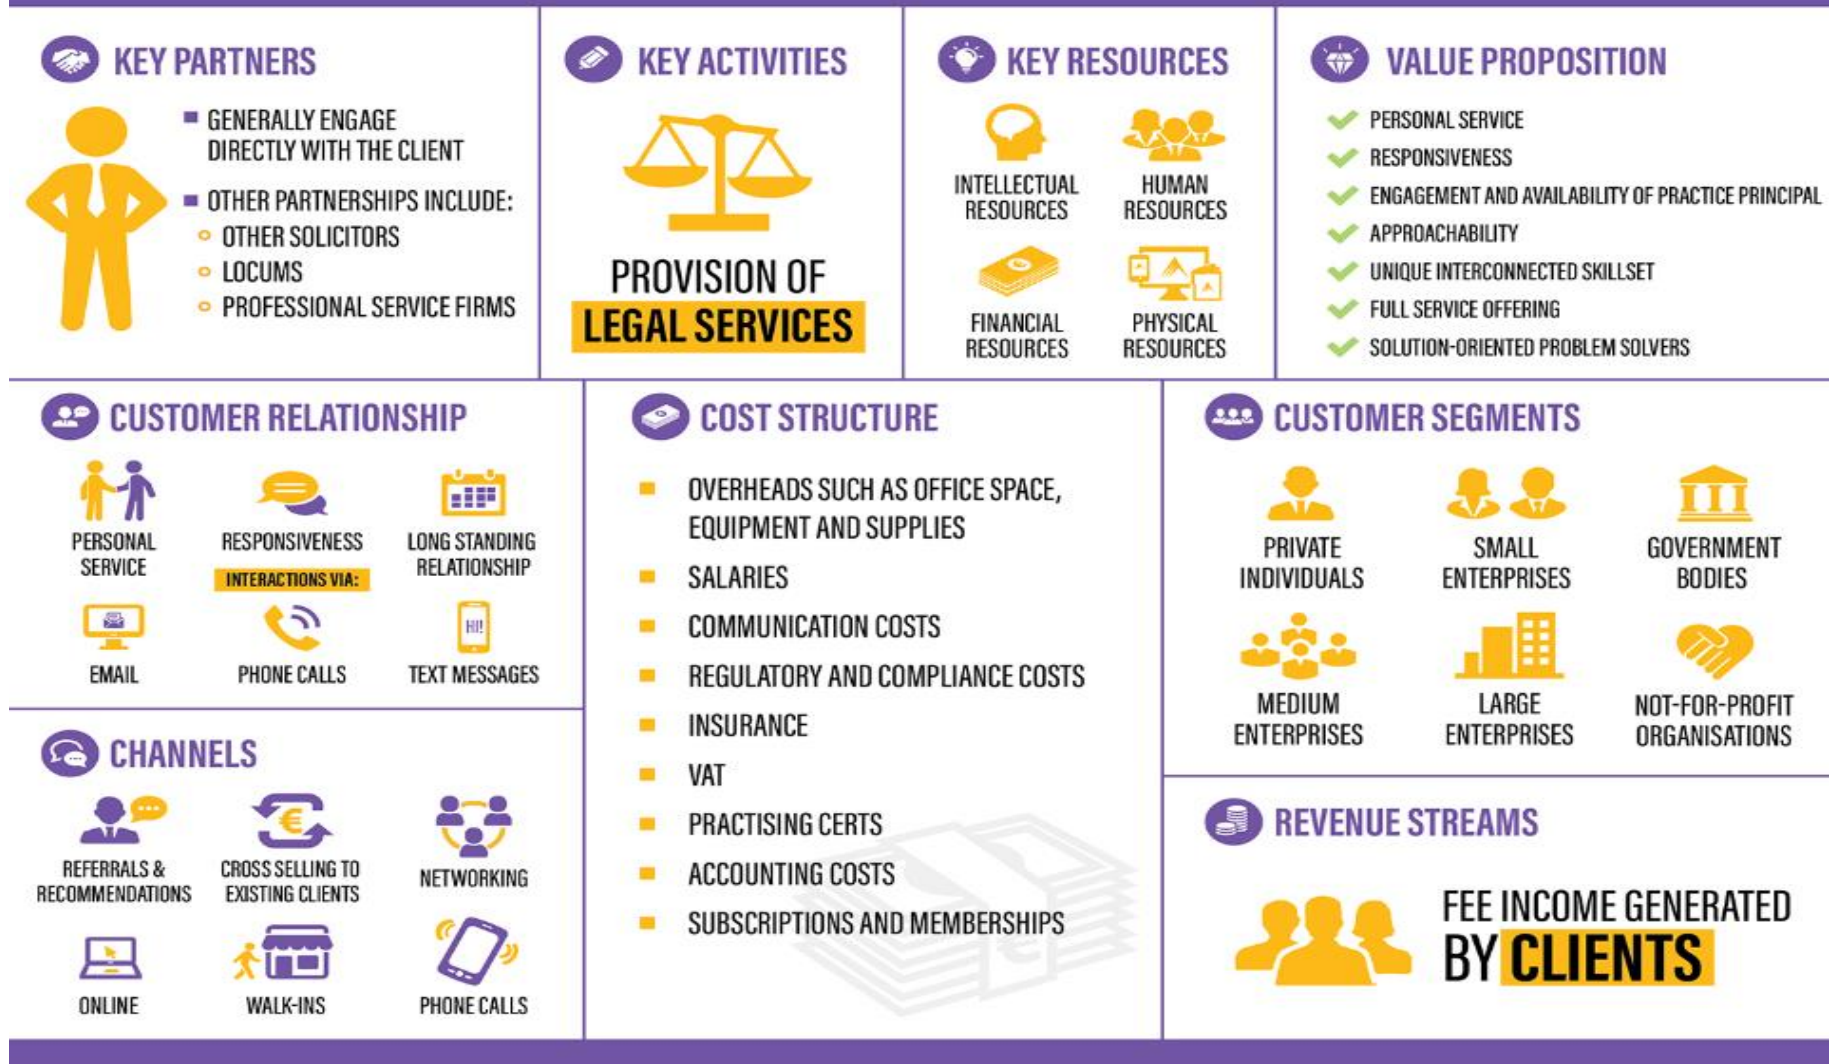 KEY PARTNERS
GENERALLY ENGAGE
DIRECTLY WITH THE CLIENT
OTHER PARTNERSHIPS INCLUDE:
OTHER SOLICITORS
LOCUMS
PROFESSIONAL SERVICE FIRMS
KEY ACTIVITIES
PROVISION OF
LEGAL SERVICES
KEY RESOURCES
INTELLECTUAL
RESOURCES
HUMAN
RESOURCES
FINANCIAL
RESOURCES
PHYSICAL
RESOURCES
VALUE PROPOSITION
PERSONAL SERVICE
RESPONSIVENESS
ENGAGEMENT AND AVAILABILITY OF PRACTICE PRINCIPAL
APPROACHABILITY
UNIQUE INTERCONNECTED SKILLSET
FULL SERVICE OFFERING
SOLUTION-ORIENTED PROBLEM SOLVERS
CUSTOMER RELATIONSHIP
PERSONAL
SERVICE
RESPONSIVENESS
INTERACTIONS VIA:
LONG STANDING
RELATIONSHIP
EMAIL
PHONE CALLS
HI!
TEXT MESSAGES
CHANNELS
REFERRALS &
RECOMMENDATIONS
€
CROSS SELLING TO
EXISTING CLIENTS
NETWORKING
ONLINE
WALK-INS
PHONE CALLS
COST STRUCTURE
OVERHEADS SUCH AS OFFICE SPACE,
EQUIPMENT AND SUPPLIES
SALARIES
COMMUNICATION COSTS
REGULATORY AND COMPLIANCE COSTS
INSURANCE
VAT
PRACTISING CERTS
ACCOUNTING COSTS
SUBSCRIPTIONS AND MEMBERSHIPS
€
CUSTOMER SEGMENTS
PRIVATE
INDIVIDUALS
SMALL
ENTERPRISES
GOVERNMENT
BODIES
MEDIUM
ENTERPRISES
LARGE
ENTERPRISES
NOT-FOR-PROFIT
ORGANISATIONS
REVENUE STREAMS
FEE INCOME GENERATED
BY CLIENTS